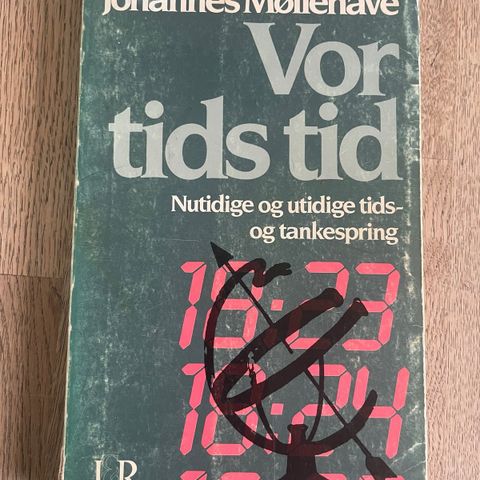 Johannes Møllehave
Vor
tids tid
Nutidige og utidige tids-
og tankespring
16:23
16:24
L&R